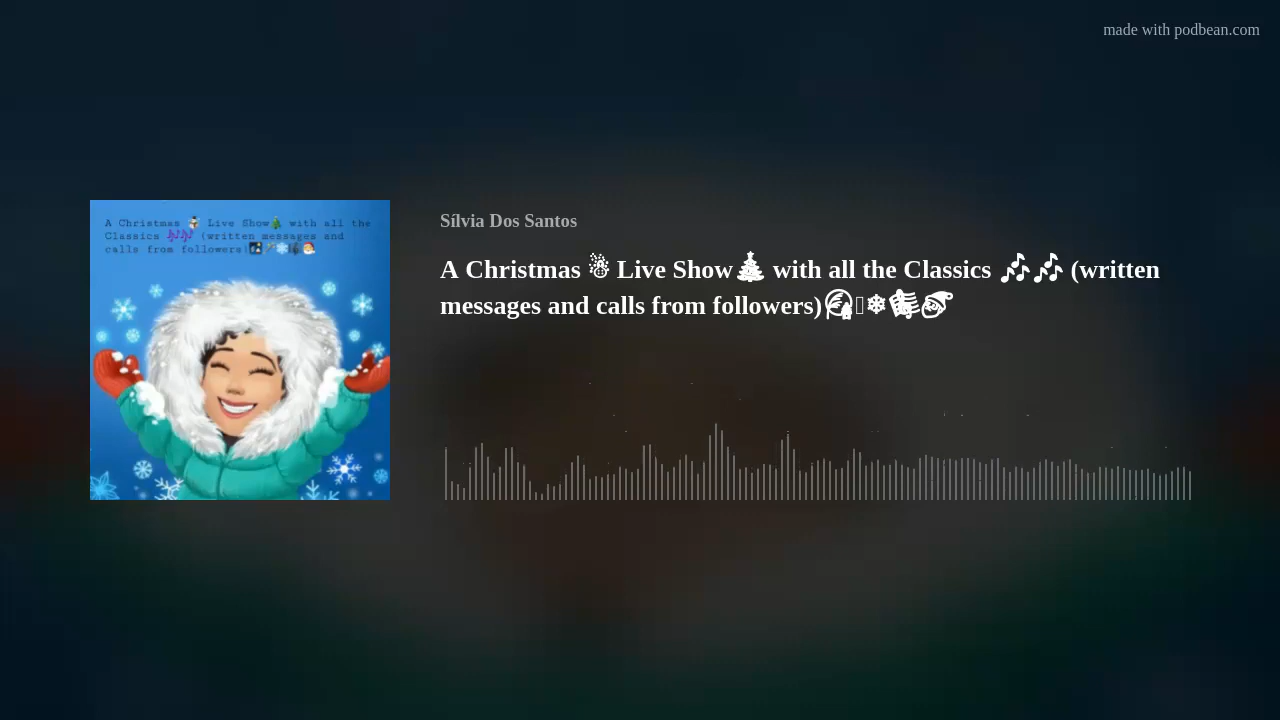 made with podbean.com
A Christmas ⛄ Live Show🎄 with all the
Classics 🎶🎶 (written messages and
calls from followers)
Sílvia Dos Santos
A Christmas ☃ Live Show🎄 with all the Classics 🎶🎶 (written
messages and calls from followers)